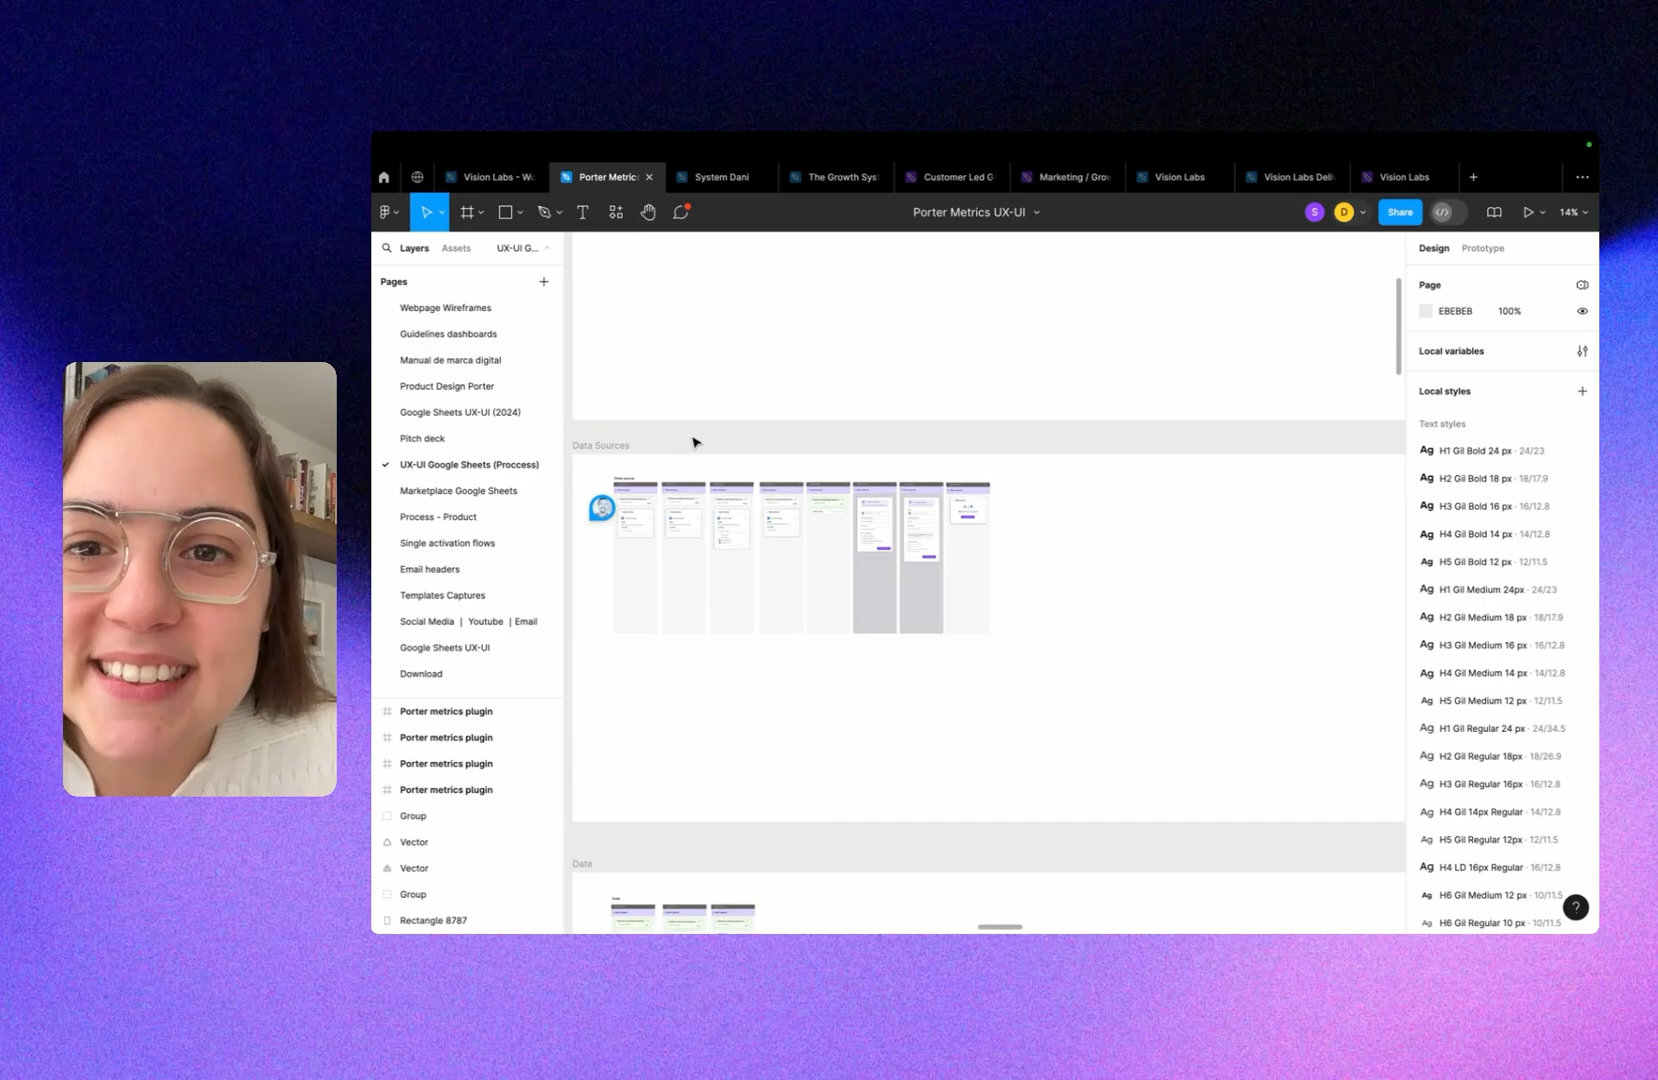 Vision Labs - Wo
Porter Metric
System Dani
The Growth Sys
Customer Led G
Marketing / Grov
Vision Labs
Vision Labs Deli
Vision Labs
Porter Metrics UX-UI
S
D
Share
14%
Layers
Assets
UX-UI G...
Pages
Webpage Wireframes
Guidelines dashboards
Manual de marca digital
Product Design Porter
Google Sheets UX-UI (2024)
Pitch deck
UX-UI Google Sheets (Proccess)
Marketplace Google Sheets
Process - Product
Single activation flows
Email headers
Templates Captures
Social Media | Youtube | Email
Google Sheets UX-UI
Download
Porter metrics plugin
Porter metrics plugin
Porter metrics plugin
Porter metrics plugin
Group
Vector
Vector
Group
Rectangle 8787
Data Sources
Data source
Date
Date
Design
Prototype
Page
EBEBEB
100%
Local variables
Local styles
Text styles
Ag H1 Gil Bold 24 px · 24/23
Ag H2 Gil Bold 18 px · 18/17.9
Ag H3 Gil Bold 16 px · 16/12.8
Ag H4 Gil Bold 14 px · 14/12.8
Ag H5 Gil Bold 12 px · 12/11.5
Ag H1 Gil Medium 24px · 24/23
Ag H2 Gil Medium 18 px · 18/17.9
Ag H3 Gil Medium 16 px · 16/12.8
Ag H4 Gil Medium 14 px · 14/12.8
Ag H5 Gil Medium 12 px · 12/11.5
Ag H1 Gil Regular 24 px · 24/34.5
Ag H2 Gil Regular 18px · 18/26.9
Ag H3 Gil Regular 16px · 16/12.8
Ag H4 Gil 14px Regular · 14/12.8
Ag H5 Gil Regular 12px · 12/11.5
Ag H4 LD 16px Regular · 16/12.8
Ag H6 Gil Medium 12 px · 10/11.5
Ag H6 Gil Regular 10 px · 10/11.5
?